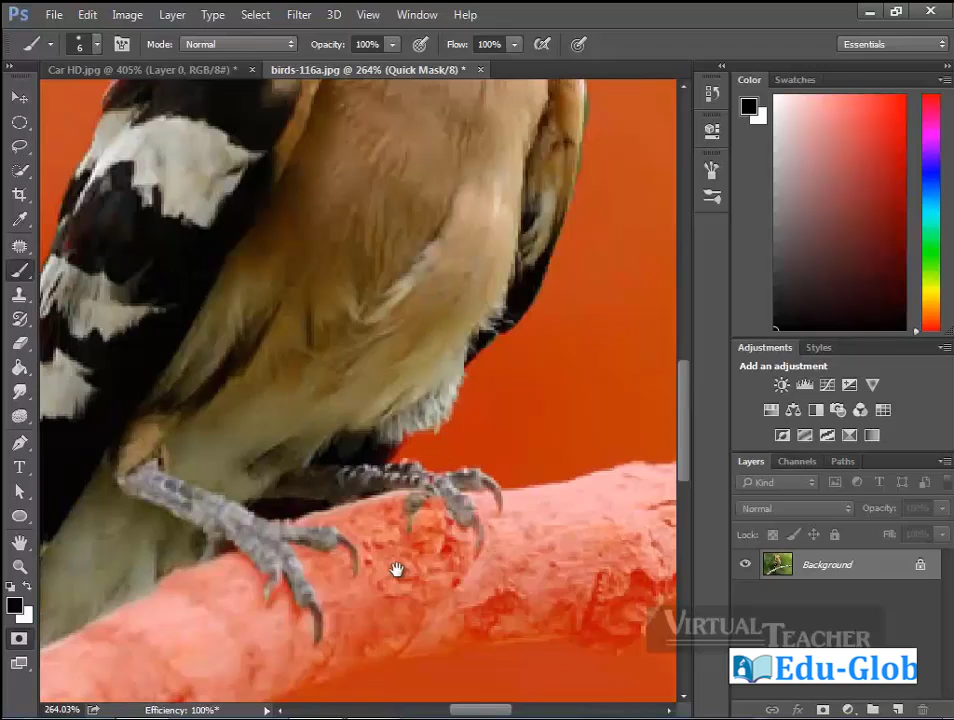 Ps File Edit Image Layer Type Select Filter 3D View Window Help
6 Mode: Normal Opacity: 100% Flow: 100% Essentials
Car HD.jpg @ 405% (Layer 0, RGB/8#) * × birds-116a.jpg @ 264% (Quick Mask/8) * ×
Color Swatches
Adjustments Styles
Add an adjustment
Layers Channels Paths
Kind
Normal Opacity: 100%
Lock: Fill: 100%
Background
VIRTUALTEACHER
Edu-Glob
264.03% Efficiency: 100%*